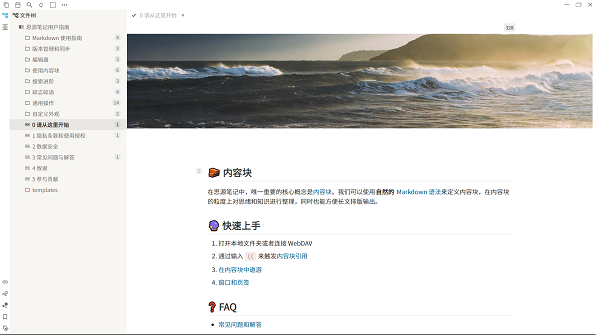 文件树
思源笔记用户指南
Markdown 使用指南 4
版本管理和同步 3
编辑器 3
使用内容块 6
搜索进阶 3
轻言轻语 4
通用操作 14
自定义外观 2
0 请从这里开始 1
1 隐私条款和使用授权 1
2 数据安全
3 常见问题与解答 1
4 致谢
5 参与贡献
templates
0 请从这里开始
328
内容块
在思源笔记中，唯一重要的核心概念是内容块。我们可以使用自然的 Markdown 语法来定义内容块，在内容块
的粒度上对思绪和知识进行整理，同时也能方便长文排版输出。
快速上手
1. 打开本地文件夹或者连接 WebDAV
2. 通过输入 (( 来触发内容块引用
3. 在内容块中遨游
4. 窗口和页签
FAQ
常见问题和解答